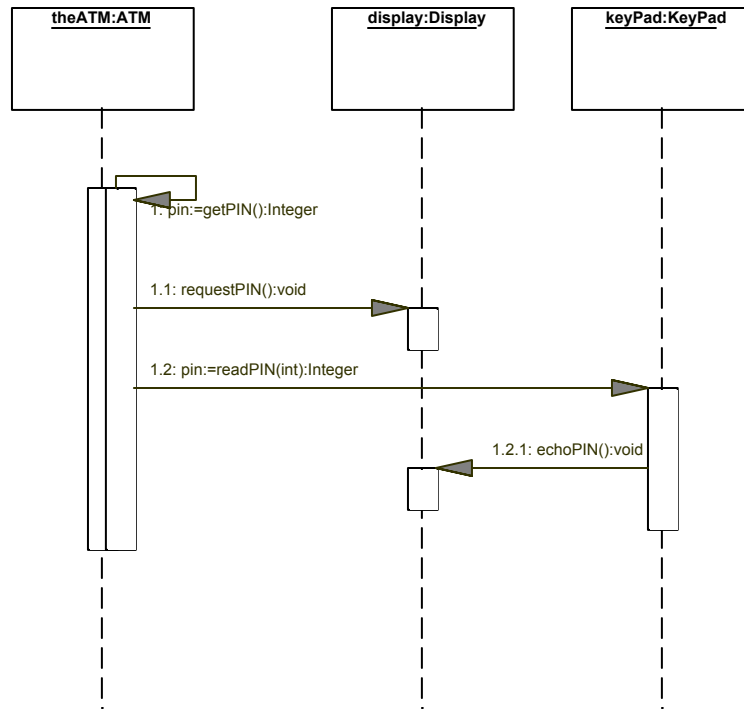 theATM:ATM
display:Display
keyPad:KeyPad
1: pin:=getPIN():Integer
1.1: requestPIN():void
1.2: pin:=readPIN(int):Integer
1.2.1: echoPIN():void